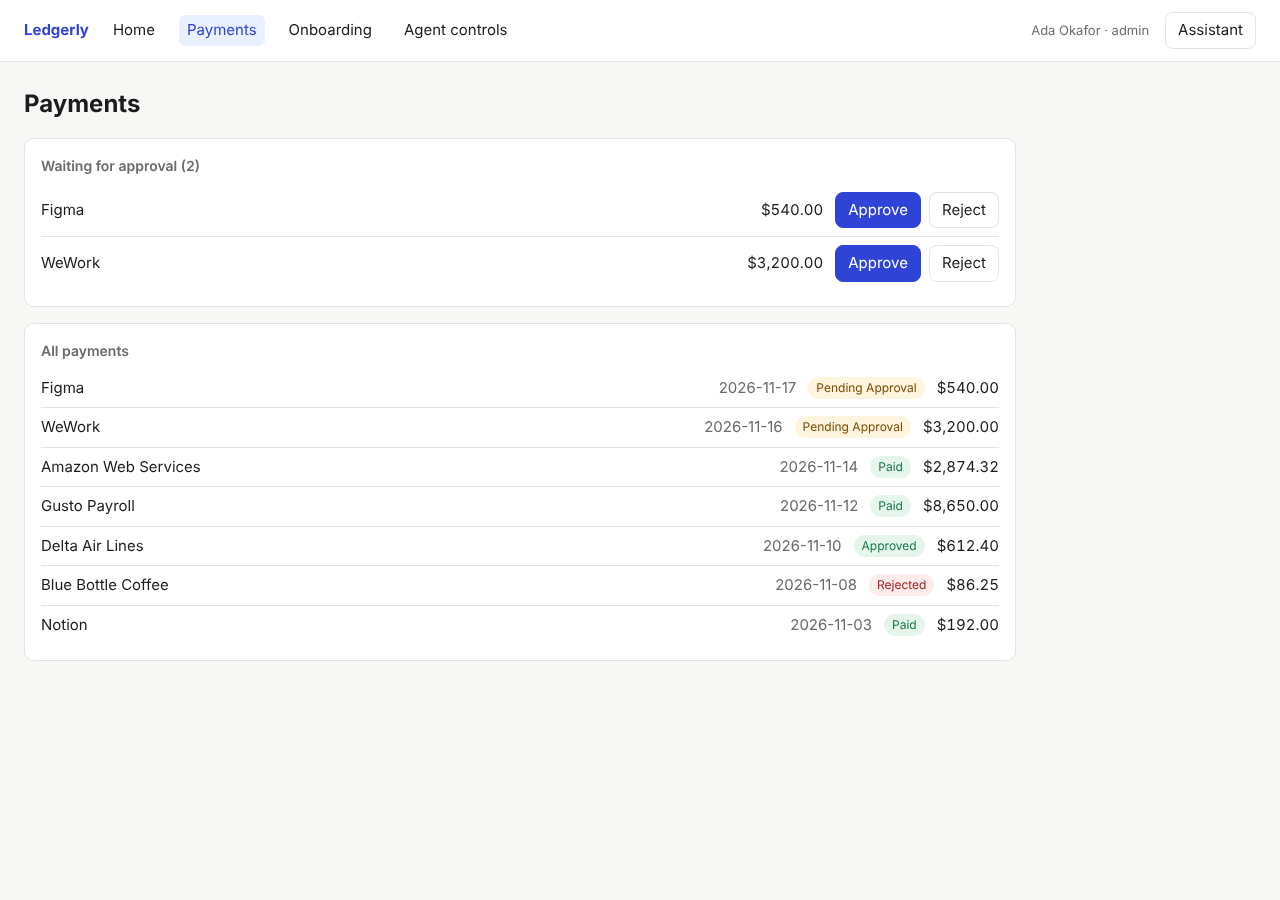 Ledgerly Home Payments Onboarding Agent controls Ada Okafor · admin Assistant
Payments
Waiting for approval (2)
Figma $540.00 Approve Reject
WeWork $3,200.00 Approve Reject
All payments
Figma 2026-11-17 Pending Approval $540.00
WeWork 2026-11-16 Pending Approval $3,200.00
Amazon Web Services 2026-11-14 Paid $2,874.32
Gusto Payroll 2026-11-12 Paid $8,650.00
Delta Air Lines 2026-11-10 Approved $612.40
Blue Bottle Coffee 2026-11-08 Rejected $86.25
Notion 2026-11-03 Paid $192.00